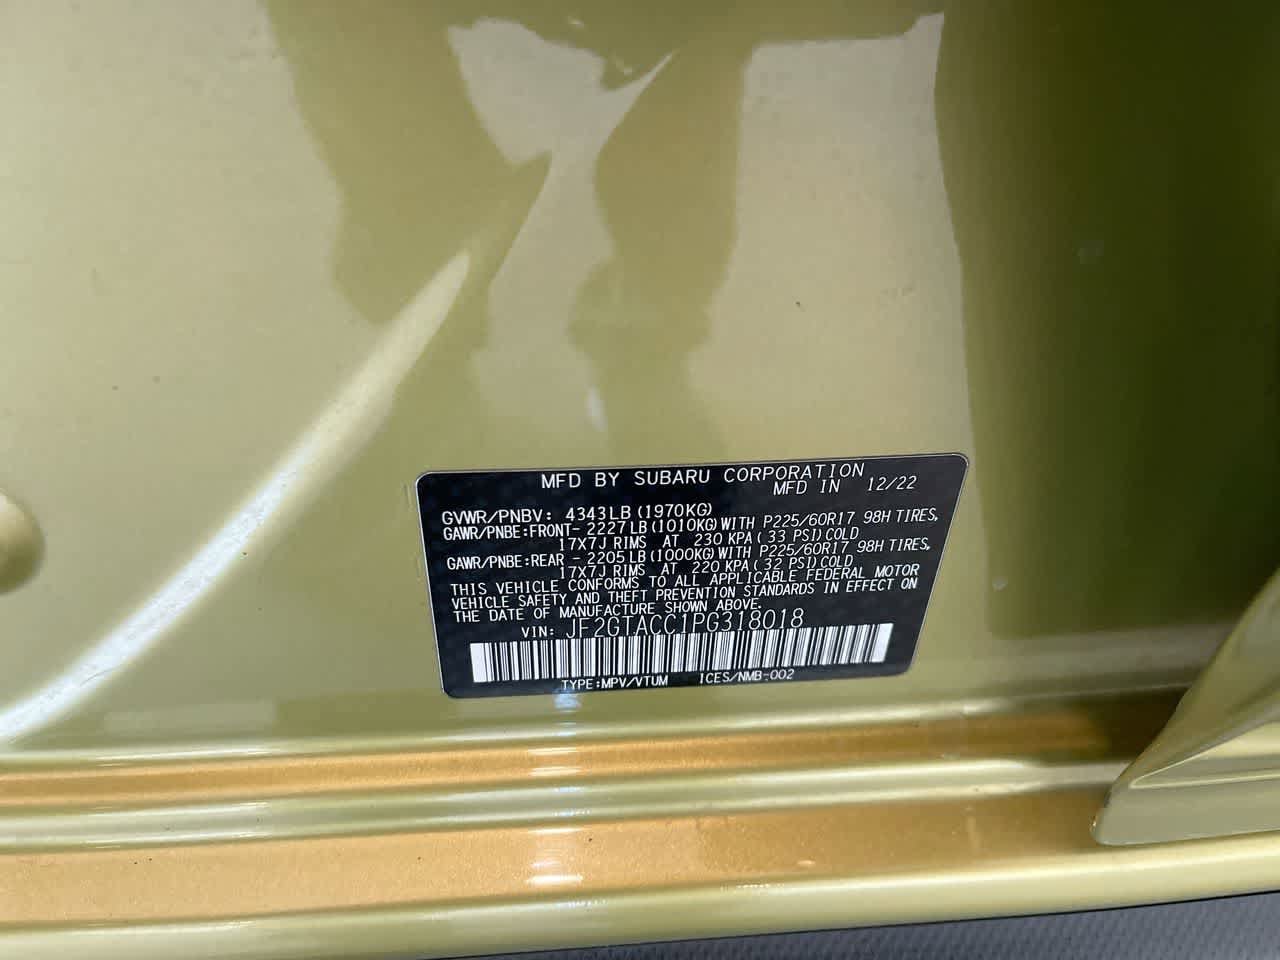 MFD BY SUBARU CORPORATION
MFD IN 12/22
GVWR/PNBV: 4343LB (1970KG)
GAWR/PNBE:FRONT- 2227LB (1010KG) WITH P225/60R17 98H TIRES,
17X7J RIMS AT 230 KPA ( 33 PSI) COLD
GAWR/PNBE:REAR - 2205LB (1000KG) WITH P225/60R17 98H TIRES,
17X7J RIMS AT 220 KPA ( 32 PSI) COLD
THIS VEHICLE CONFORMS TO ALL APPLICABLE FEDERAL MOTOR
VEHICLE SAFETY AND THEFT PREVENTION STANDARDS IN EFFECT ON
THE DATE OF MANUFACTURE SHOWN ABOVE.
VIN: JF2GTACC1PG318018
TYPE:MPV/VTUM ICES/NMB-002